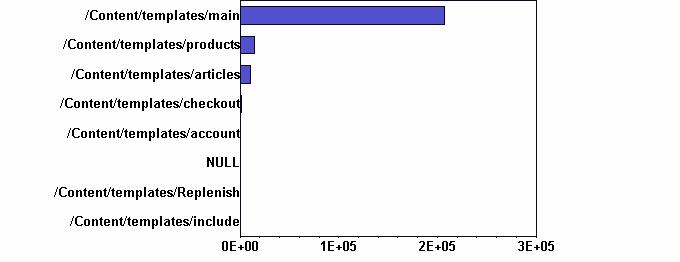 /Content/templates/main
/Content/templates/products
/Content/templates/articles
/Content/templates/checkout
/Content/templates/account
NULL
/Content/templates/Replenish
/Content/templates/include
0E+00 1E+05 2E+05 3E+05